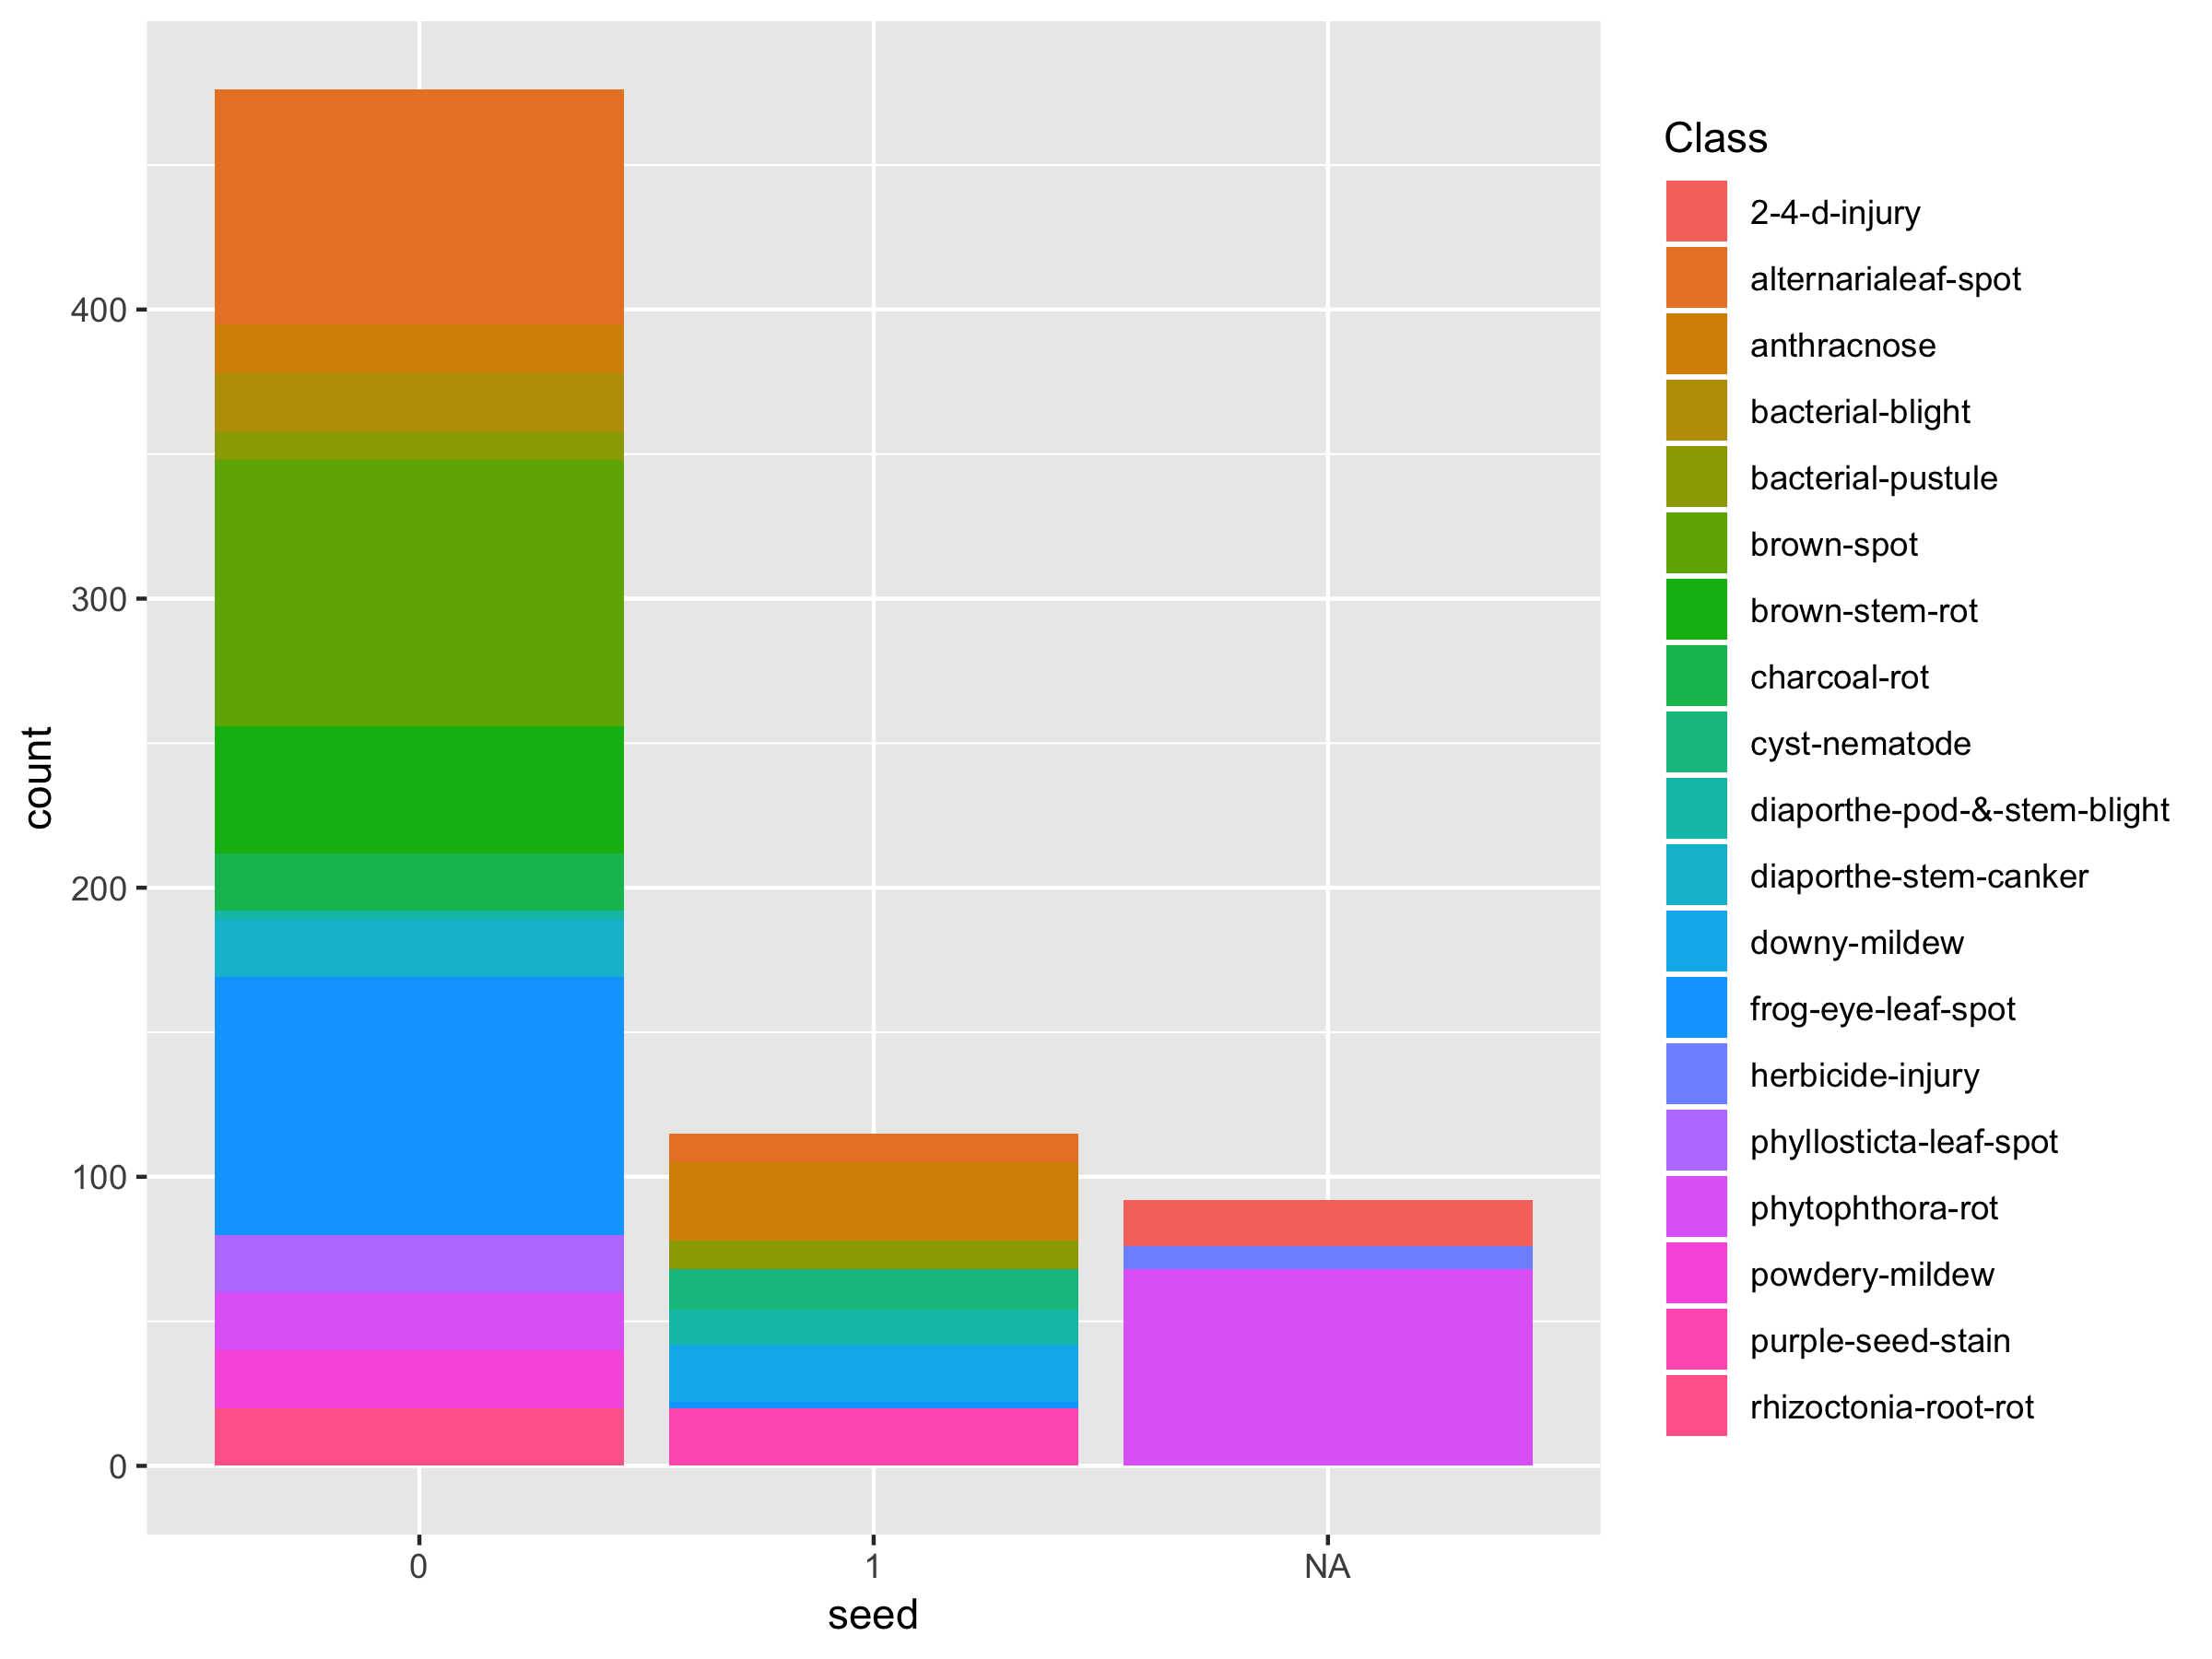 400
300
200
100
0
count
0
1
NA
seed
Class
2-4-d-injury
alternarialeaf-spot
anthracnose
bacterial-blight
bacterial-pustule
brown-spot
brown-stem-rot
charcoal-rot
cyst-nematode
diaporthe-pod-&-stem-blight
diaporthe-stem-canker
downy-mildew
frog-eye-leaf-spot
herbicide-injury
phyllosticta-leaf-spot
phytophthora-rot
powdery-mildew
purple-seed-stain
rhizoctonia-root-rot